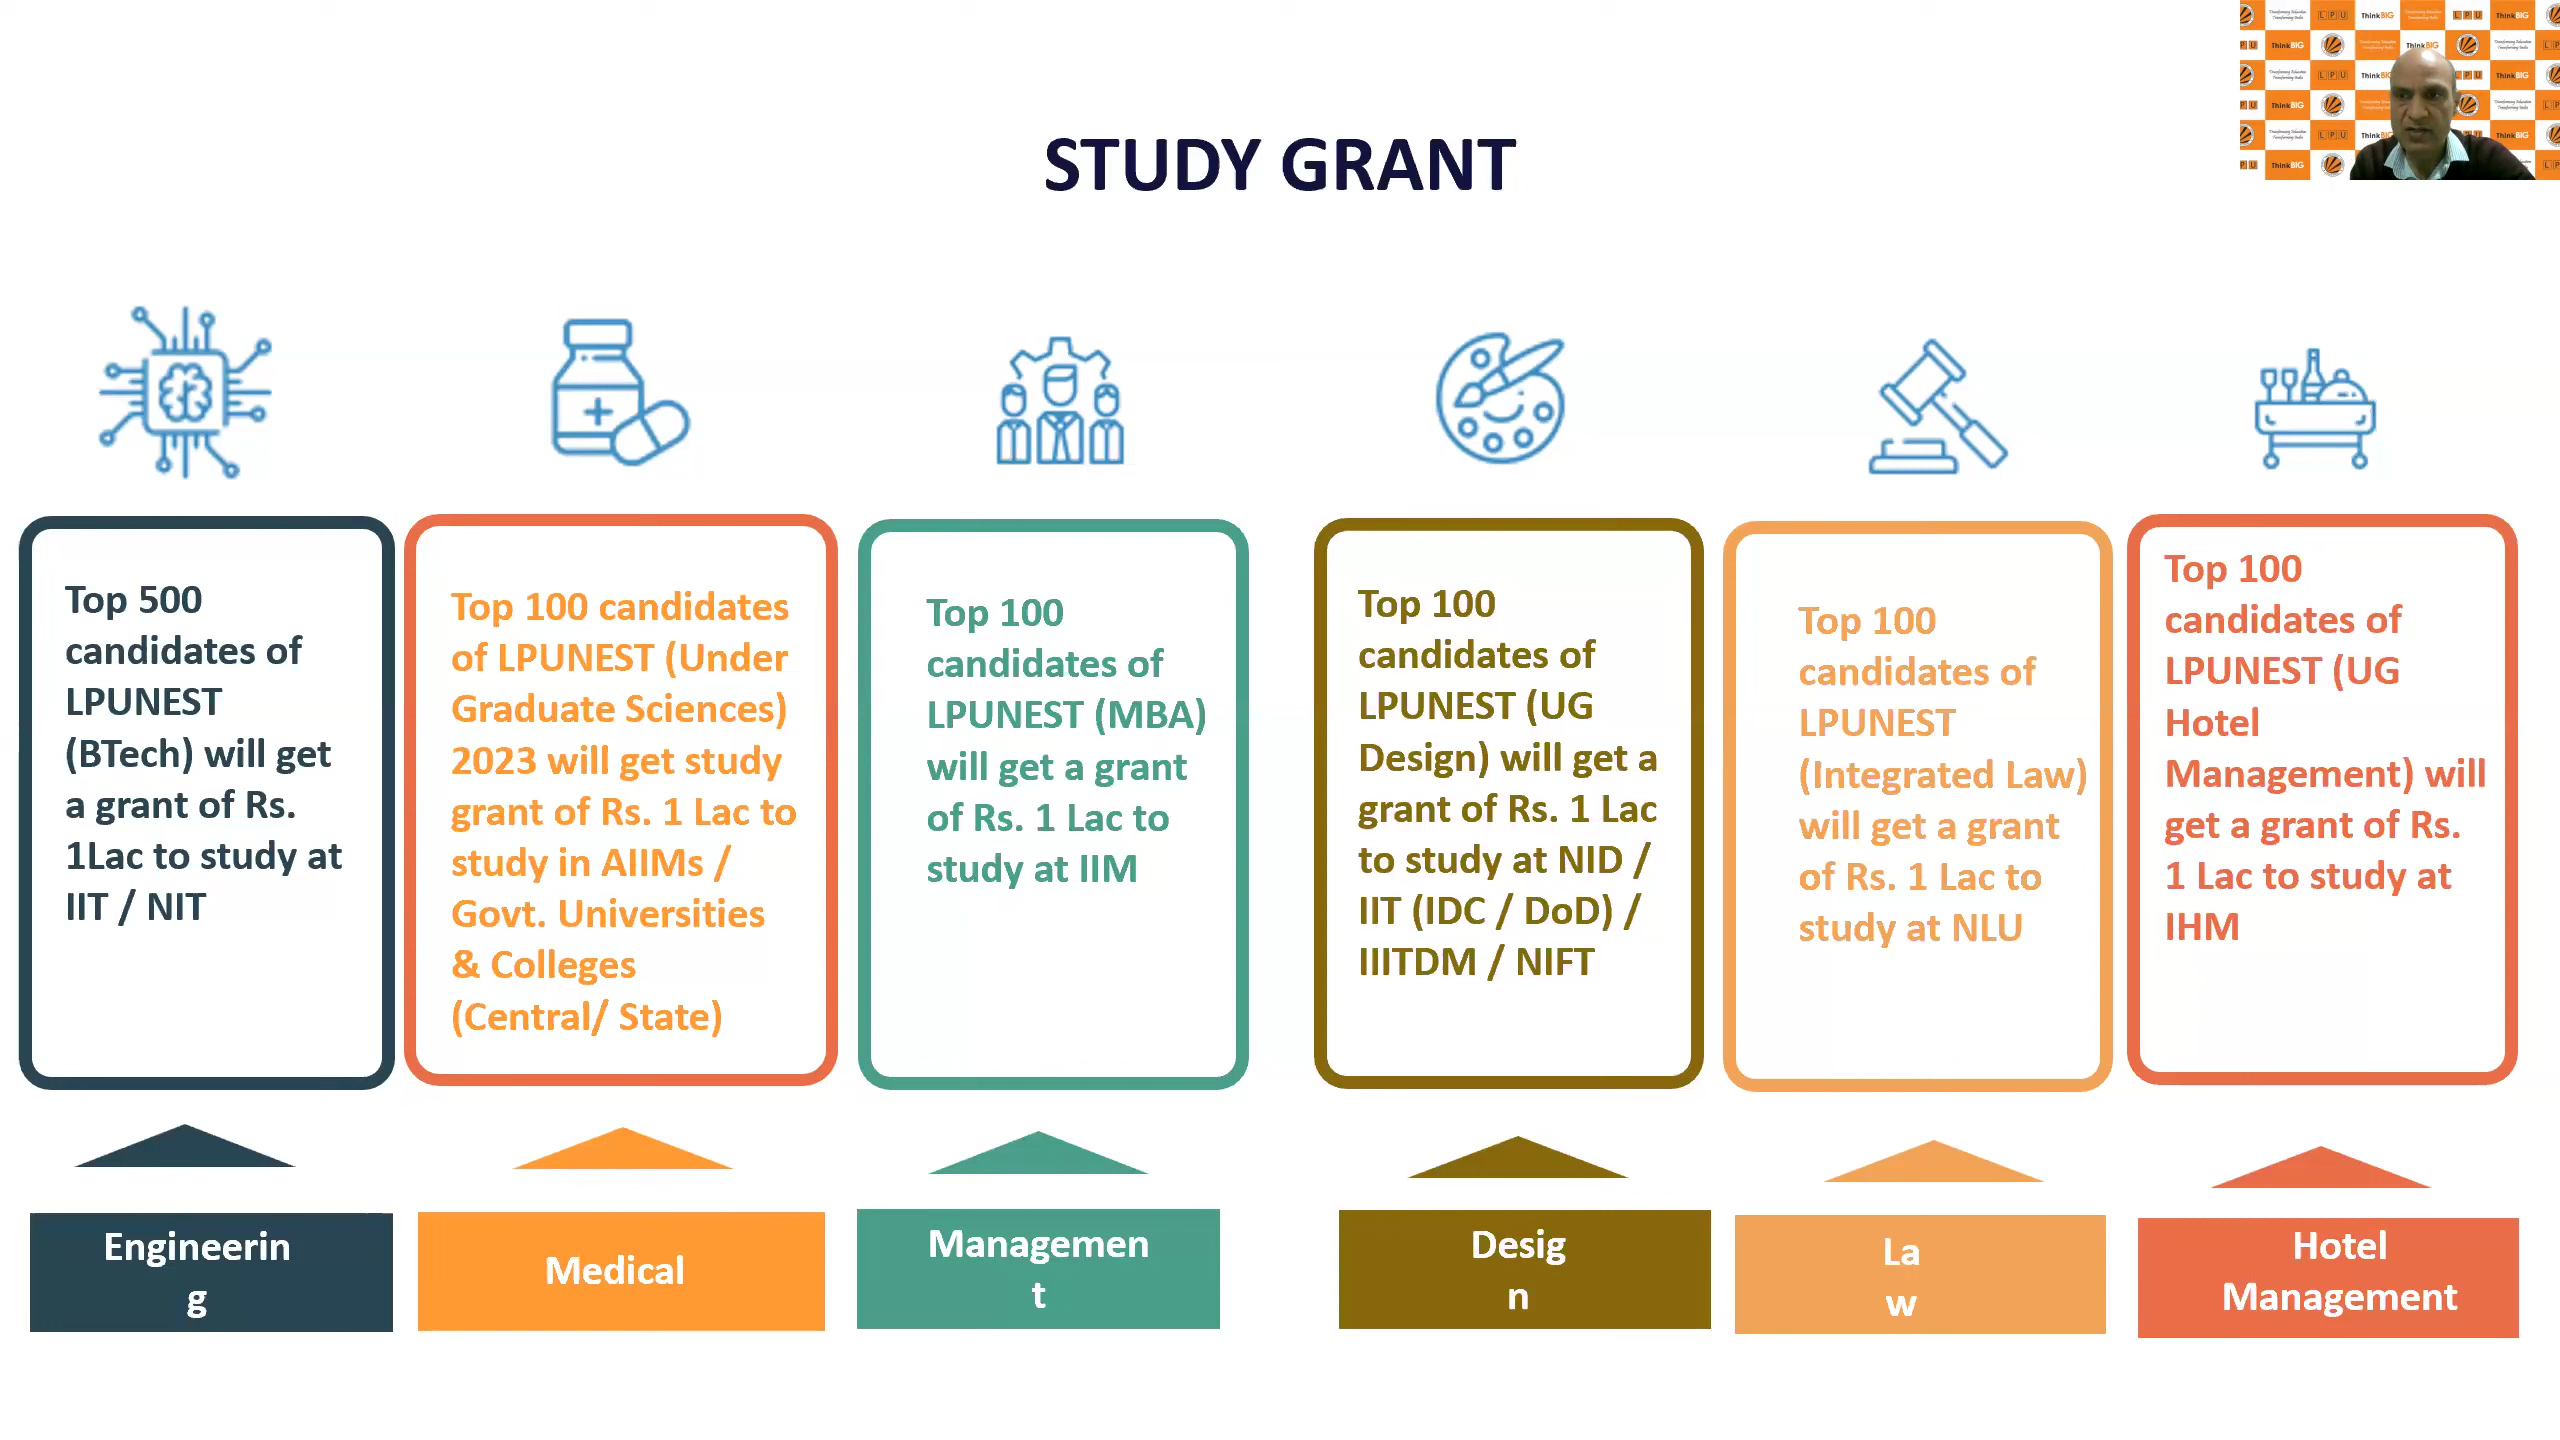 STUDY GRANT
Top 500
candidates of
LPUNEST
(BTech) will get
a grant of Rs.
1Lac to study at
IIT / NIT
Top 100 candidates
of LPUNEST (Under
Graduate Sciences)
2023 will get study
grant of Rs. 1 Lac to
study in AIIMs /
Govt. Universities
& Colleges
(Central/ State)
Top 100
candidates of
LPUNEST (MBA)
will get a grant
of Rs. 1 Lac to
study at IIM
Top 100
candidates of
LPUNEST (UG
Design) will get a
grant of Rs. 1 Lac
to study at NID /
IIT (IDC / DoD) /
IIITDM / NIFT
Top 100
candidates of
LPUNEST
(Integrated Law)
will get a grant
of Rs. 1 Lac to
study at NLU
Top 100
candidates of
LPUNEST (UG
Hotel
Management) will
get a grant of Rs.
1 Lac to study at
IHM
Engineerin
g
Medical
Managemen
t
Desig
n
La
w
Hotel
Management